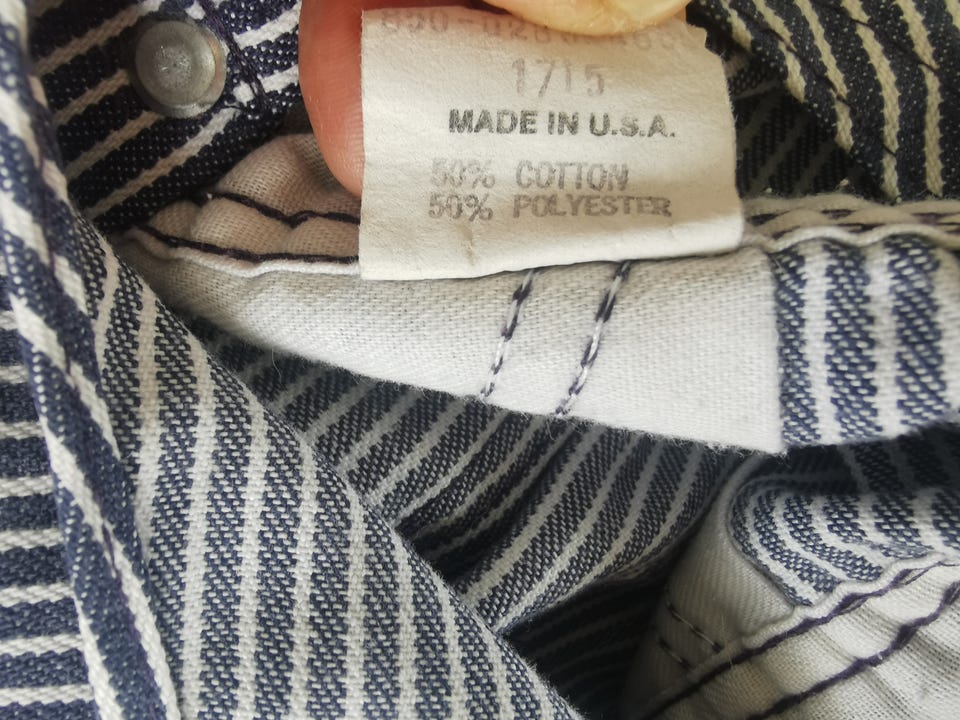 1715
MADE IN U.S.A.
50% COTTON
50% POLYESTER